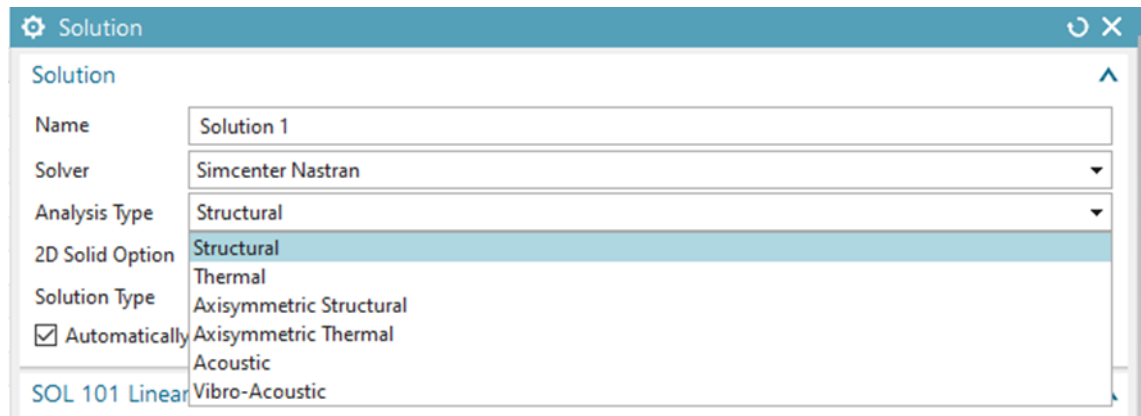 Solution
Solution
Name Solution 1
Solver Simcenter Nastran
Analysis Type Structural
2D Solid Option Structural
Thermal
Solution Type Axisymmetric Structural
Automatically Axisymmetric Thermal
Acoustic
SOL 101 Linear Vibro-Acoustic